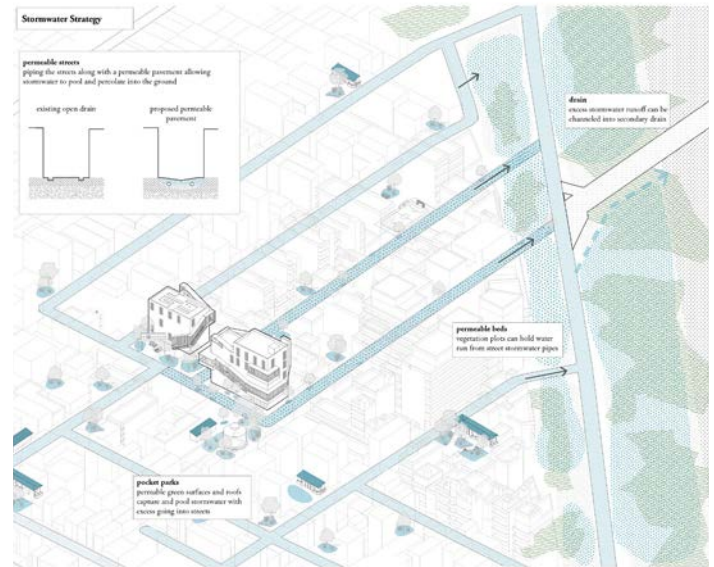 Stormwater Strategy
permeable streets
piping the streets along with a permeable pavement allowing
stormwater to pool and percolate into the ground
existing open drain
proposed permeable
pavement
drain
excess stormwater runoff can be
channeled into secondary drain
permeable beds
vegetation plots can hold water
run from street stormwater pipes
pocket parks
permable green surfaces and roofs
capture and pool stormwater with
excess going into streets